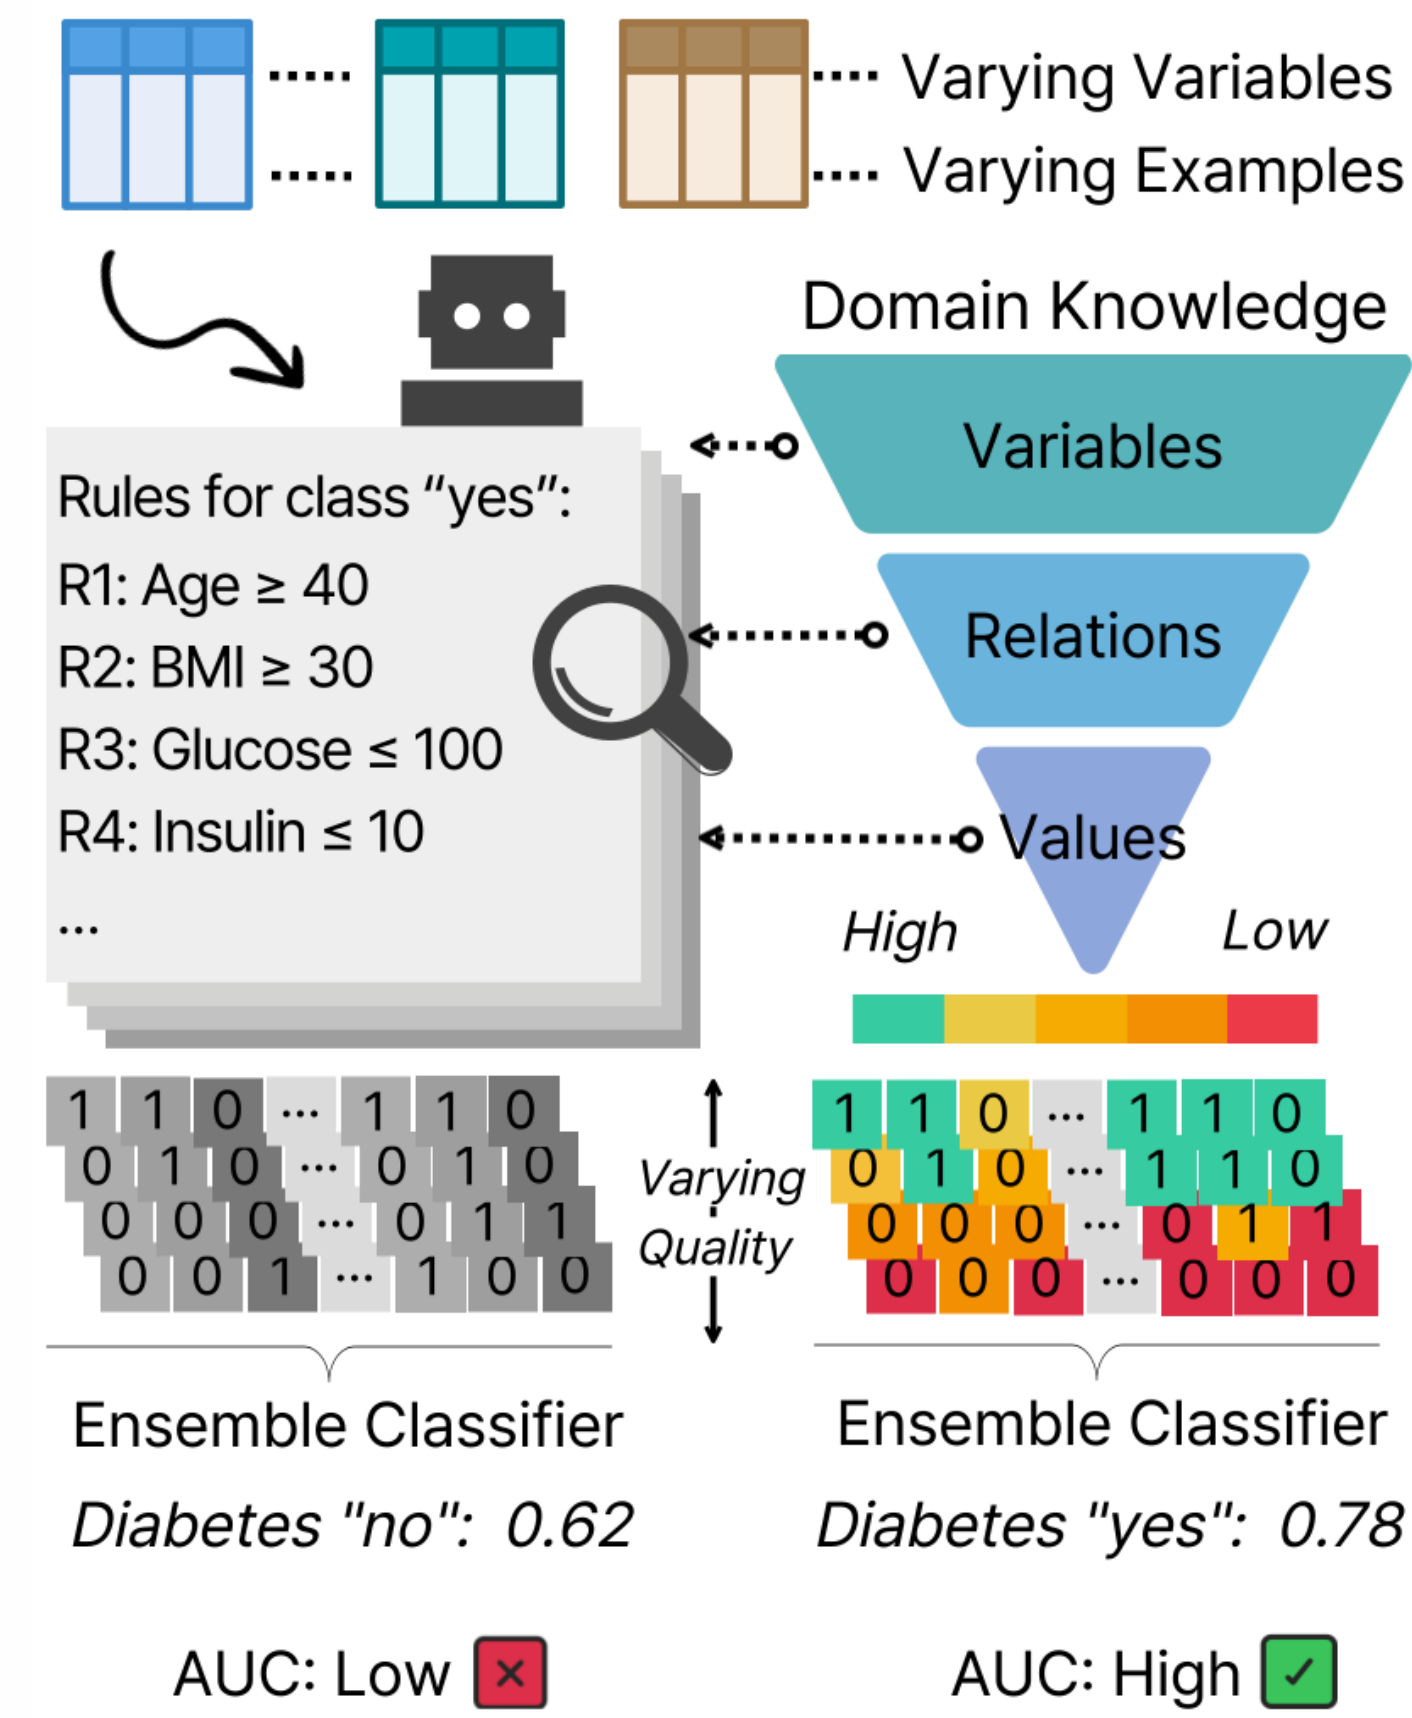 Varying Variables
Varying Examples
Domain Knowledge
Variables
Relations
Values
High Low
Rules for class “yes”:
R1: Age ≥ 40
R2: BMI ≥ 30
R3: Glucose ≤ 100
R4: Insulin ≤ 10
...
1 1 0 ... 1 1 0
0 1 0 ... 0 1 0
0 0 0 ... 0 1 1
0 0 1 ... 1 0 0
Varying
Quality
1 1 0 ... 1 1 0
0 1 0 ... 1 1 0
0 0 0 ... 0 1 1
0 0 0 ... 0 0 0
Ensemble Classifier
Diabetes "no": 0.62
AUC: Low
Ensemble Classifier
Diabetes "yes": 0.78
AUC: High